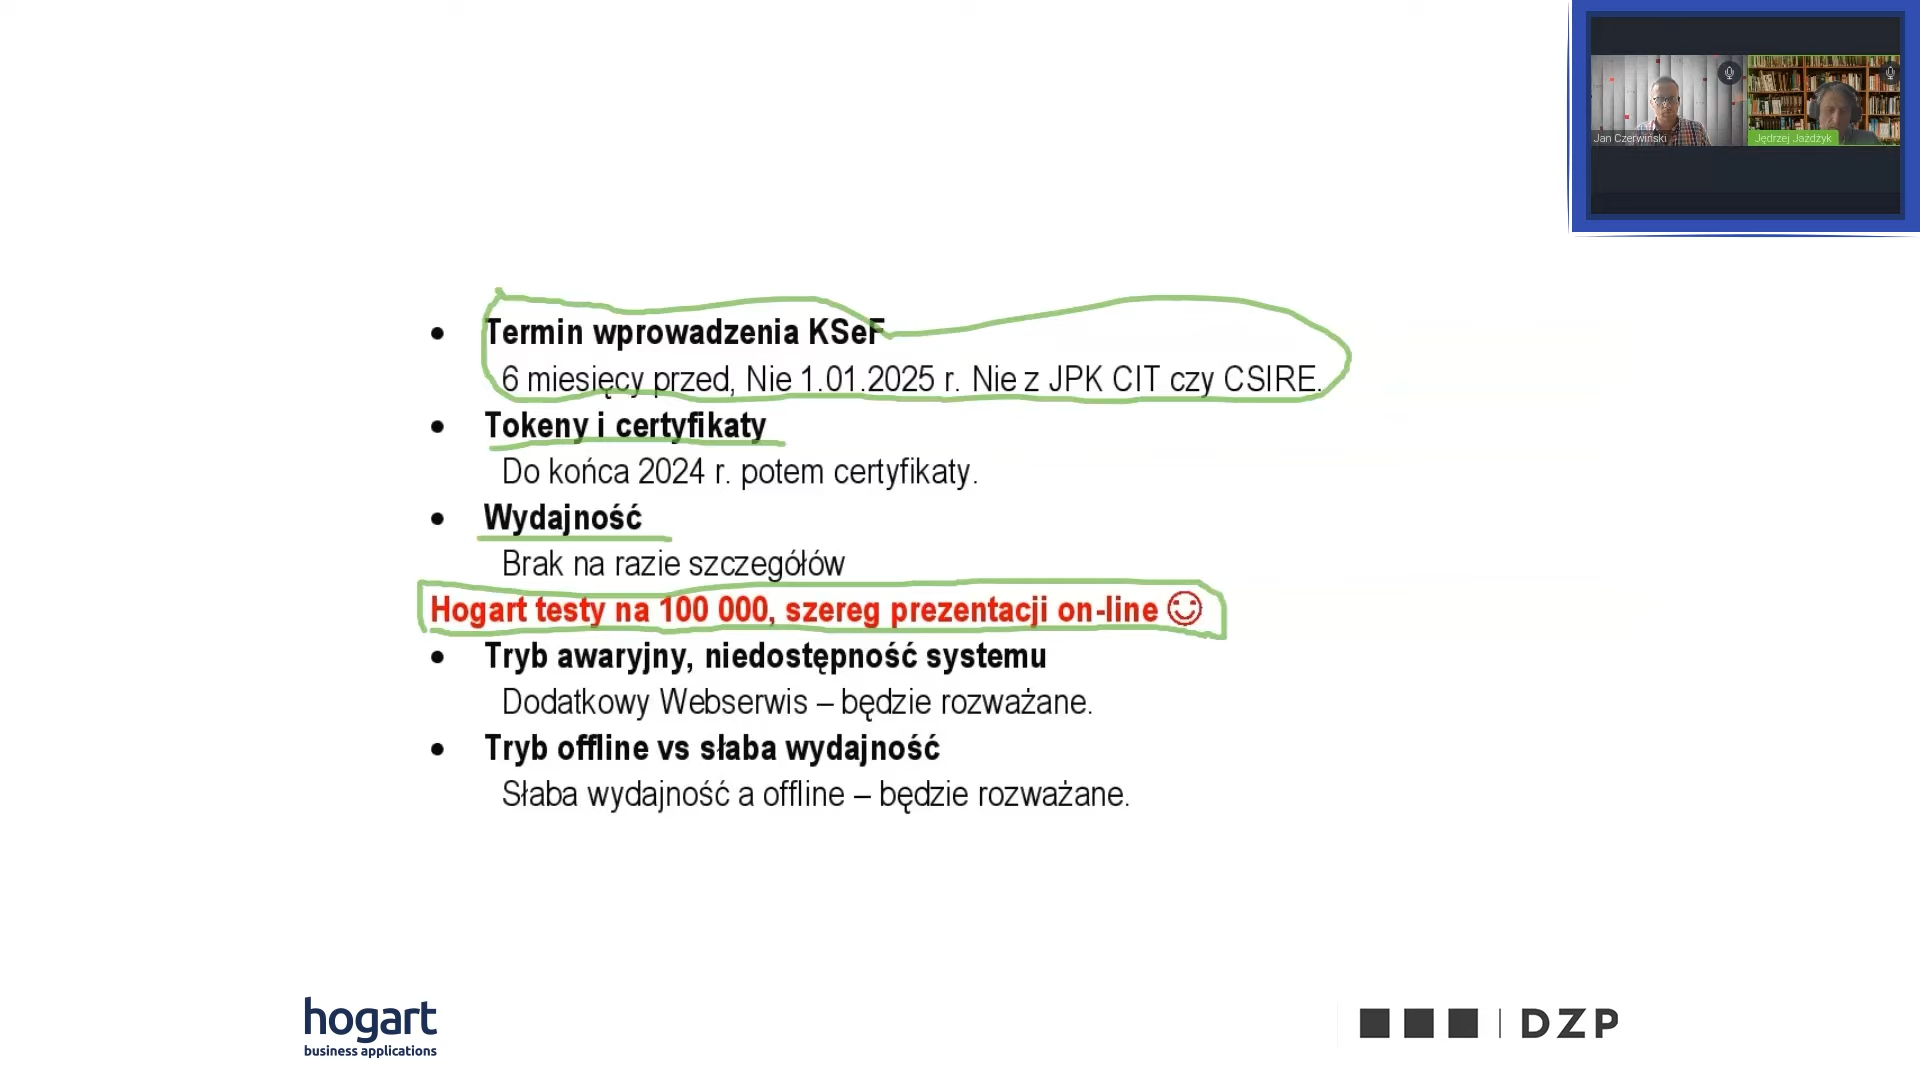 Jan Czerwiński
Jędrzej Jażdżyk
• Termin wprowadzenia KSeF
6 miesięcy przed, Nie 1.01.2025 r. Nie z JPK CIT czy CSIRE.
• Tokeny i certyfikaty
Do końca 2024 r. potem certyfikaty.
• Wydajność
Brak na razie szczegółów
Hogart testy na 100 000, szereg prezentacji on-line ☺
• Tryb awaryjny, niedostępność systemu
Dodatkowy Webserwis – będzie rozważane.
• Tryb offline vs słaba wydajność
Słaba wydajność a offline – będzie rozważane.
hogart
business applications
DZP